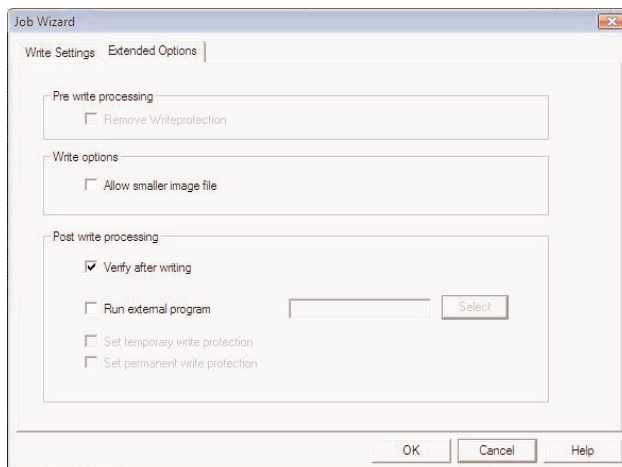 Job Wizard
Write Settings Extended Options
Pre write processing
Remove Writeprotection
Write options
Allow smaller image file
Post write processing
Verify after writing
Run external program Select
Set temporary write protection
Set permanent write protection
OK Cancel Help